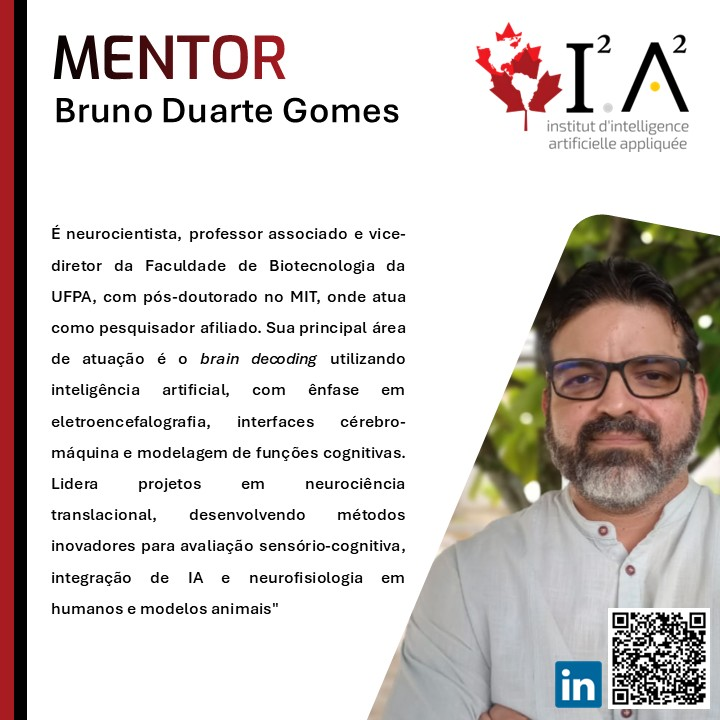 MENTOR
Bruno Duarte Gomes
I².A²
institut d'intelligence
artificielle appliquée
É neurocientista, professor associado e vice-
diretor da Faculdade de Biotecnologia da
UFPA, com pós-doutorado no MIT, onde atua
como pesquisador afiliado. Sua principal área
de atuação é o brain decoding utilizando
inteligência artificial, com ênfase em
eletroencefalografia, interfaces cérebro-
máquina e modelagem de funções cognitivas.
Lidera projetos em neurociência
translacional, desenvolvendo métodos
inovadores para avaliação sensório-cognitiva,
integração de IA e neurofisiologia em
humanos e modelos animais"
in